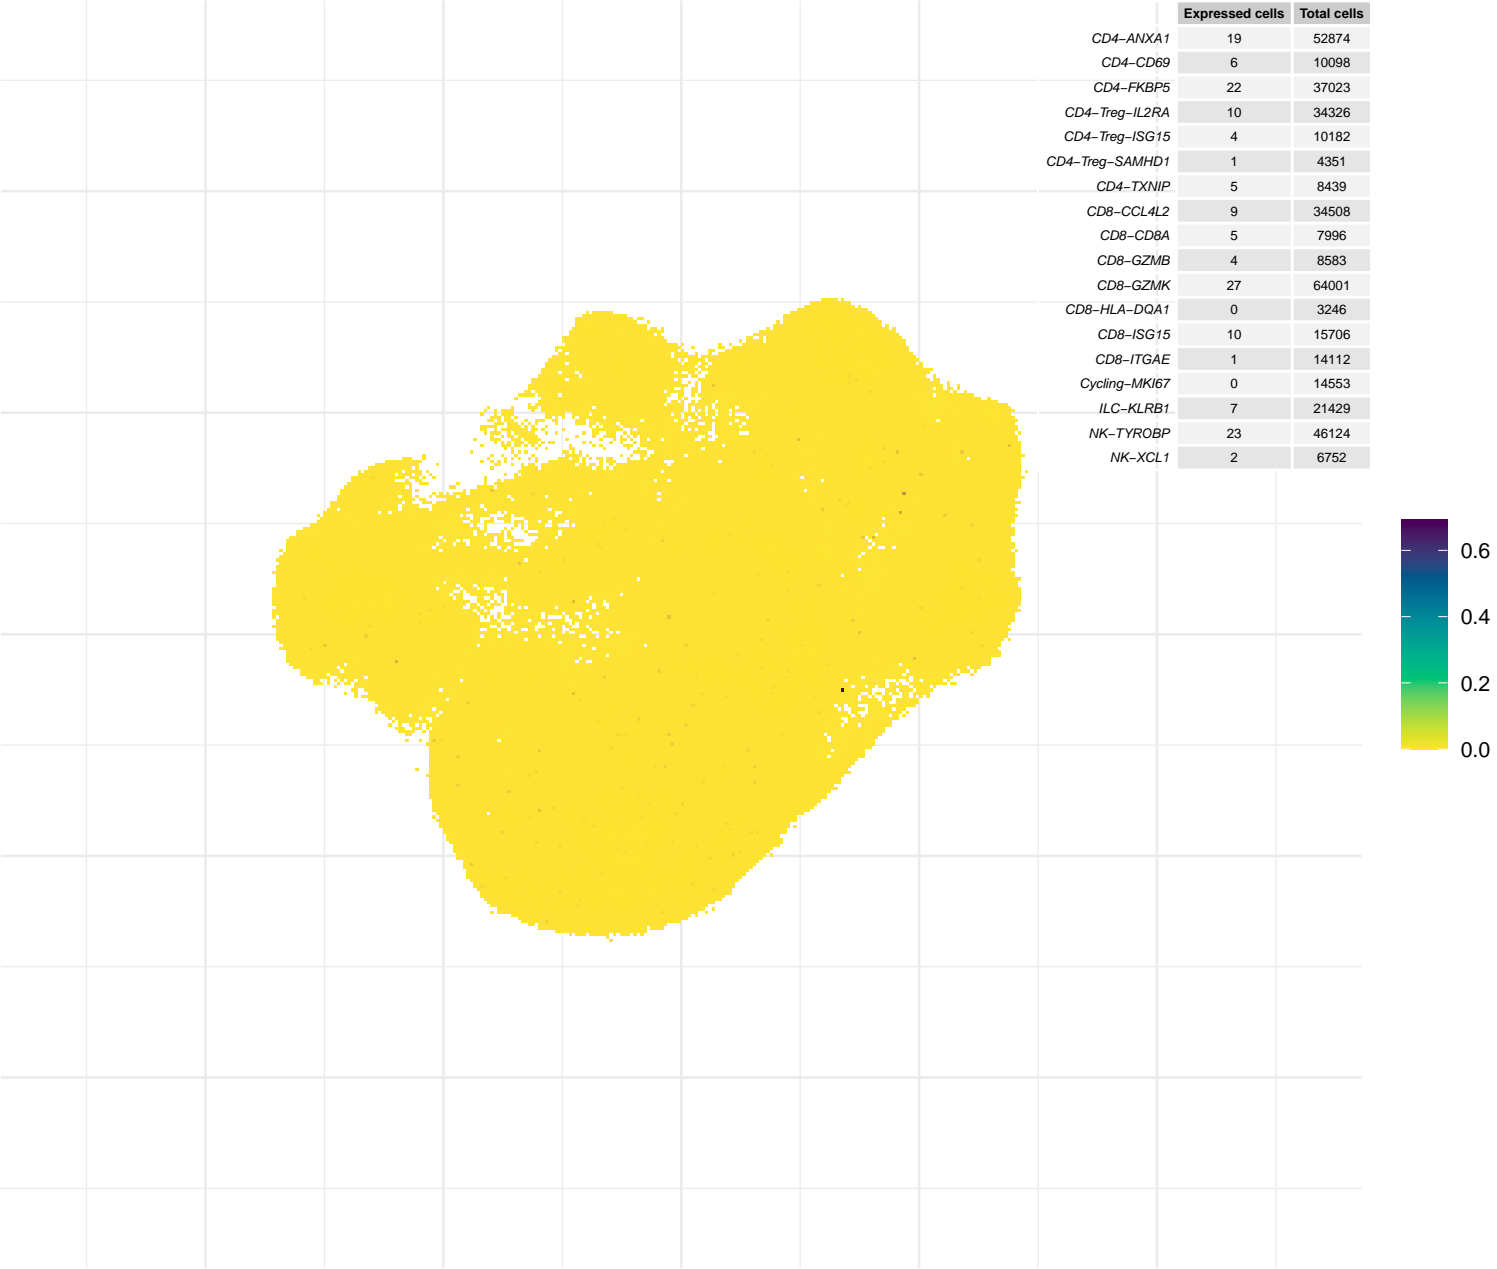 Expressed cells Total cells
CD4−ANXA1 19 52874
CD4−CD69 6 10098
CD4−FKBP5 22 37023
CD4−Treg−IL2RA 10 34326
CD4−Treg−ISG15 4 10182
CD4−Treg−SAMHD1 1 4351
CD4−TXNIP 5 8439
CD8−CCL4L2 9 34508
CD8−CD8A 5 7996
CD8−GZMB 4 8583
CD8−GZMK 27 64001
CD8−HLA−DQA1 0 3246
CD8−ISG15 10 15706
CD8−ITGAE 1 14112
Cycling−MKI67 0 14553
ILC−KLRB1 7 21429
NK−TYROBP 23 46124
NK−XCL1 2 6752
0.6
0.4
0.2
0.0